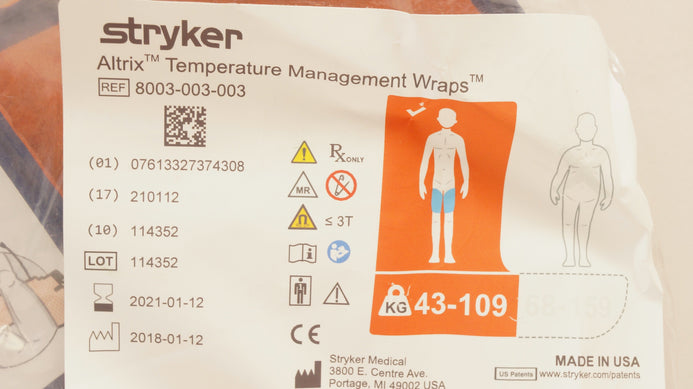 stryker
Altrix™ Temperature Management Wraps™
REF 8003-003-003
(01) 07613327374308
(17) 210112
(10) 114352
LOT 114352
2021-01-12
2018-01-12
Rx ONLY
MR
≤ 3T
KG 43-109
68-159
Stryker Medical
3800 E. Centre Ave.
Portage, MI 49002 USA
MADE IN USA
US Patents www.stryker.com/patents